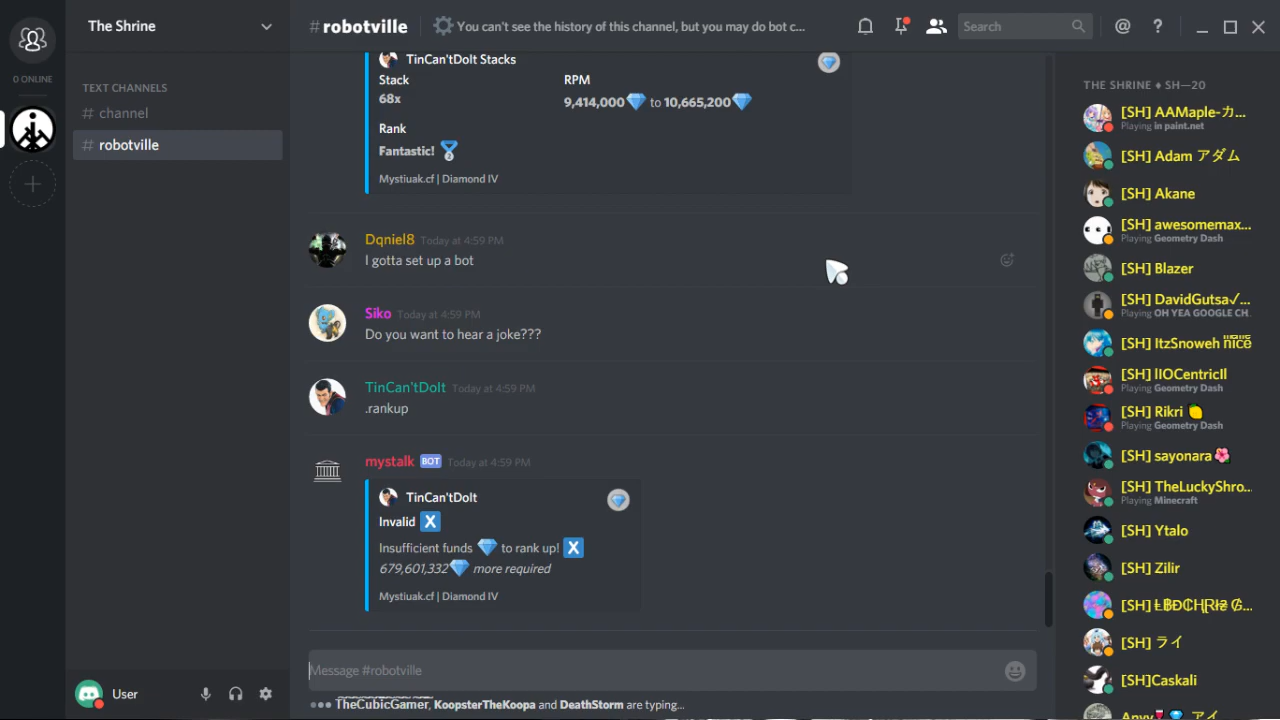 The Shrine
0 ONLINE
TEXT CHANNELS
# channel
# robotville
User
# robotville
You can't see the history of this channel, but you may do bot c...
Search
TinCan'tDoIt Stacks
Stack
68x
RPM
9,414,000 to 10,665,200
Rank
Fantastic!
Mystiuak.cf | Diamond IV
Dqniel8 Today at 4:59 PM
I gotta set up a bot
Siko Today at 4:59 PM
Do you want to hear a joke???
TinCan'tDoIt Today at 4:59 PM
.rankup
mystalk BOT Today at 4:59 PM
TinCan'tDoIt
Invalid X
Insufficient funds to rank up! X
679,601,332 more required
Mystiuak.cf | Diamond IV
Message #robotville
TheCubicGamer, KoopsterTheKoopa and DeathStorm are typing...
THE SHRINE ♦ SH—20
[SH] AAMaple-カ...
Playing in paint.net
[SH] Adam アダム
[SH] Akane
[SH] awesomemax...
Playing Geometry Dash
[SH] Blazer
[SH] DavidGutsa✓...
Playing OH YEA GOOGLE CH
[SH] ItzSnoweh nice
[SH] llOCentricll
Playing Geometry Dash
[SH] Rikri 🍋
Playing Geometry Dash
[SH] sayonara🌺
[SH] TheLuckyShro...
Playing Minecraft
[SH] Ytalo
[SH] Zilir
[SH]
[SH] ライ
[SH]Caskali